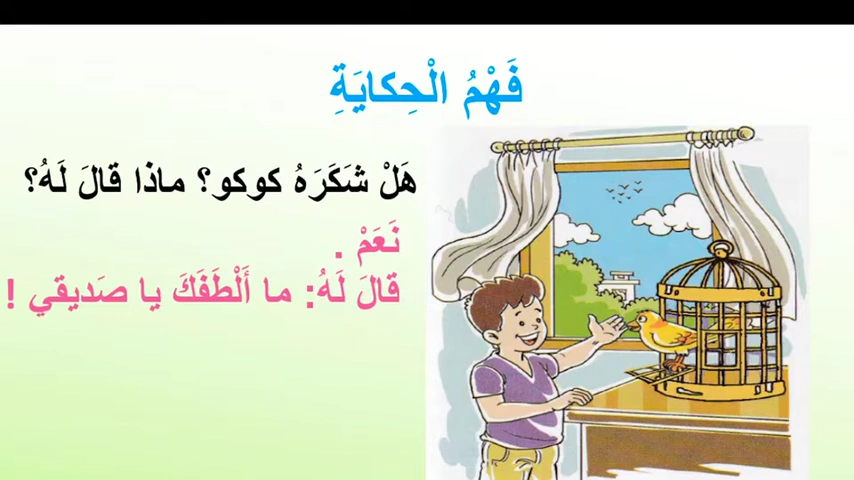 فَهْمُ الْحِكايَةِ
هَلْ شَكَرَهُ كوكو؟ ماذا قالَ لَهُ؟
نَعَمْ .
قالَ لَهُ: ما أَلْطَفَكَ يا صَديقي !